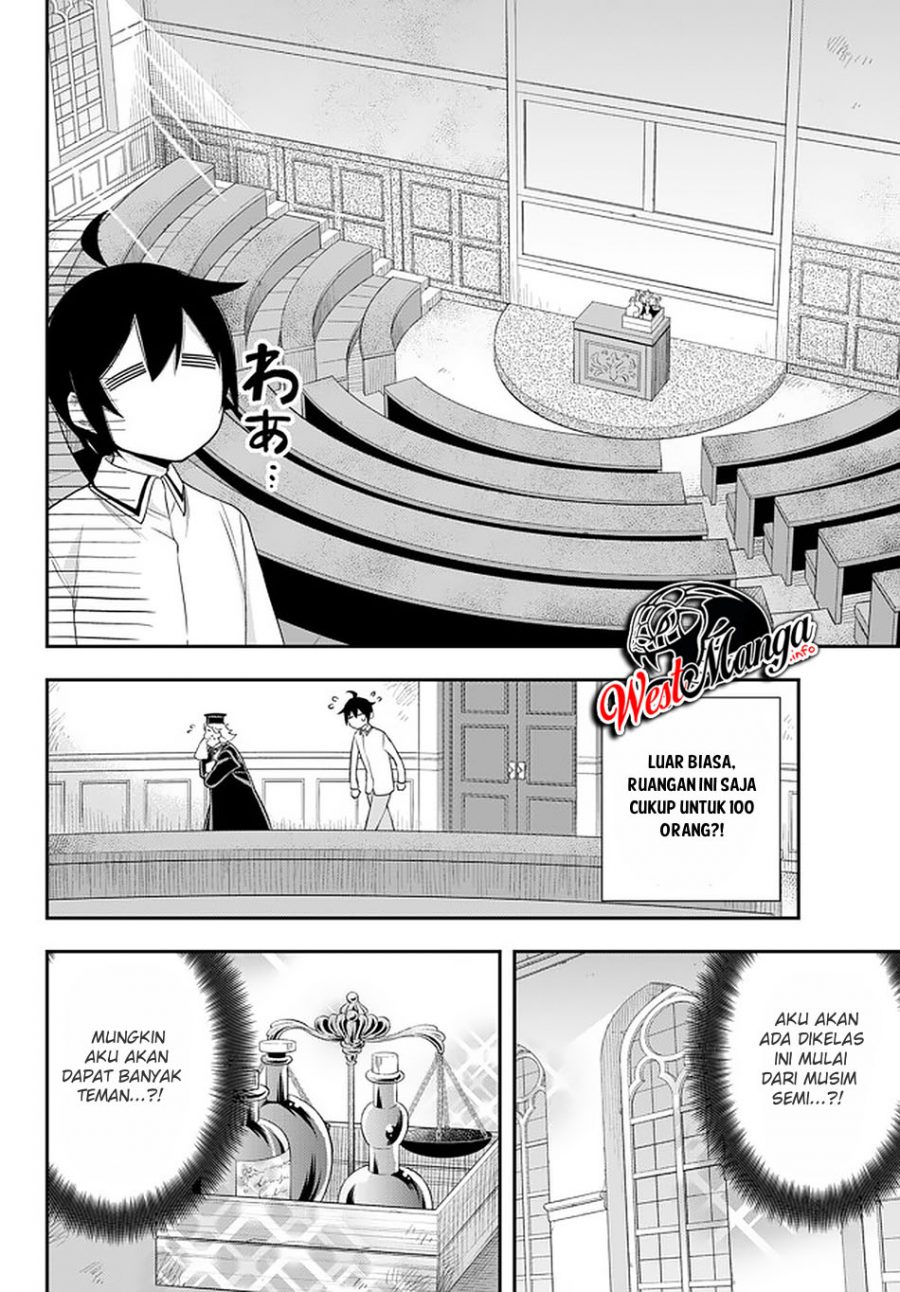 わぁ…
WestManga
.info
LUAR BIASA,
RUANGAN INI SAJA
CUKUP UNTUK 100
ORANG?!
AKU AKAN
ADA DIKELAS
INI MULAI
DARI MUSIM
SEMI...?!
MUNGKIN
AKU AKAN
DAPAT BANYAK
TEMAN...?!